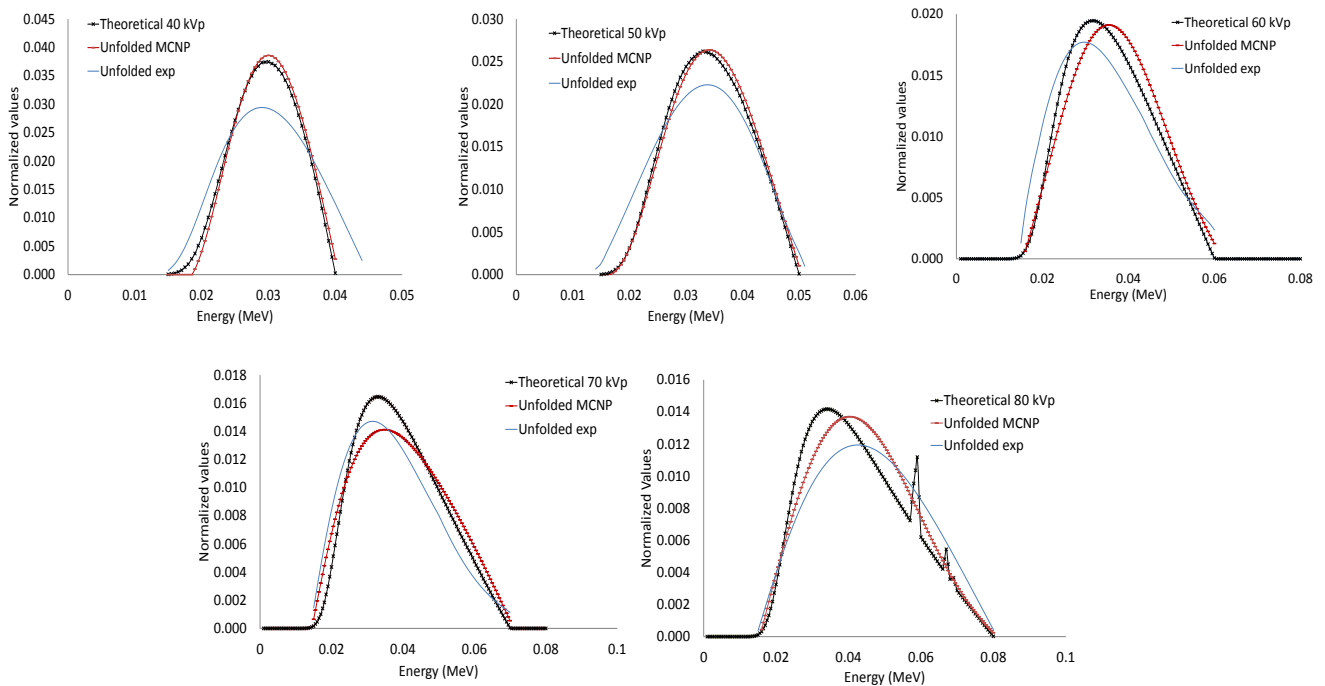 0.045
0.040
0.035
0.030
0.025
0.020
0.015
0.010
0.005
0.000
Normalized values
Theoretical 40 kVp
Unfolded MCNP
Unfolded exp
0 0.01 0.02 0.03 0.04 0.05
Energy (MeV)
0.030
0.025
0.020
0.015
0.010
0.005
0.000
Normalized values
Theoretical 50 kVp
Unfolded MCNP
Unfolded exp
0 0.01 0.02 0.03 0.04 0.05 0.06
Energy (MeV)
0.020
0.015
0.010
0.005
0.000
Normalized values
Theoretical 60 kVp
Unfolded MCNP
Unfolded exp
0.00 0.02 0.04 0.06 0.08
Energy (MeV)
0.018
0.016
0.014
0.012
0.010
0.008
0.006
0.004
0.002
0.000
Normalized values
Theoretical 70 kVp
Unfolded MCNP
Unfolded exp
0 0.02 0.04 0.06 0.08 0.1
Energy (MeV)
0.016
0.014
0.012
0.010
0.008
0.006
0.004
0.002
0.000
Normalized Values
Theoretical 80 kVp
Unfolded MCNP
Unfolded exp
0 0.02 0.04 0.06 0.08 0.1
Energy (MeV)